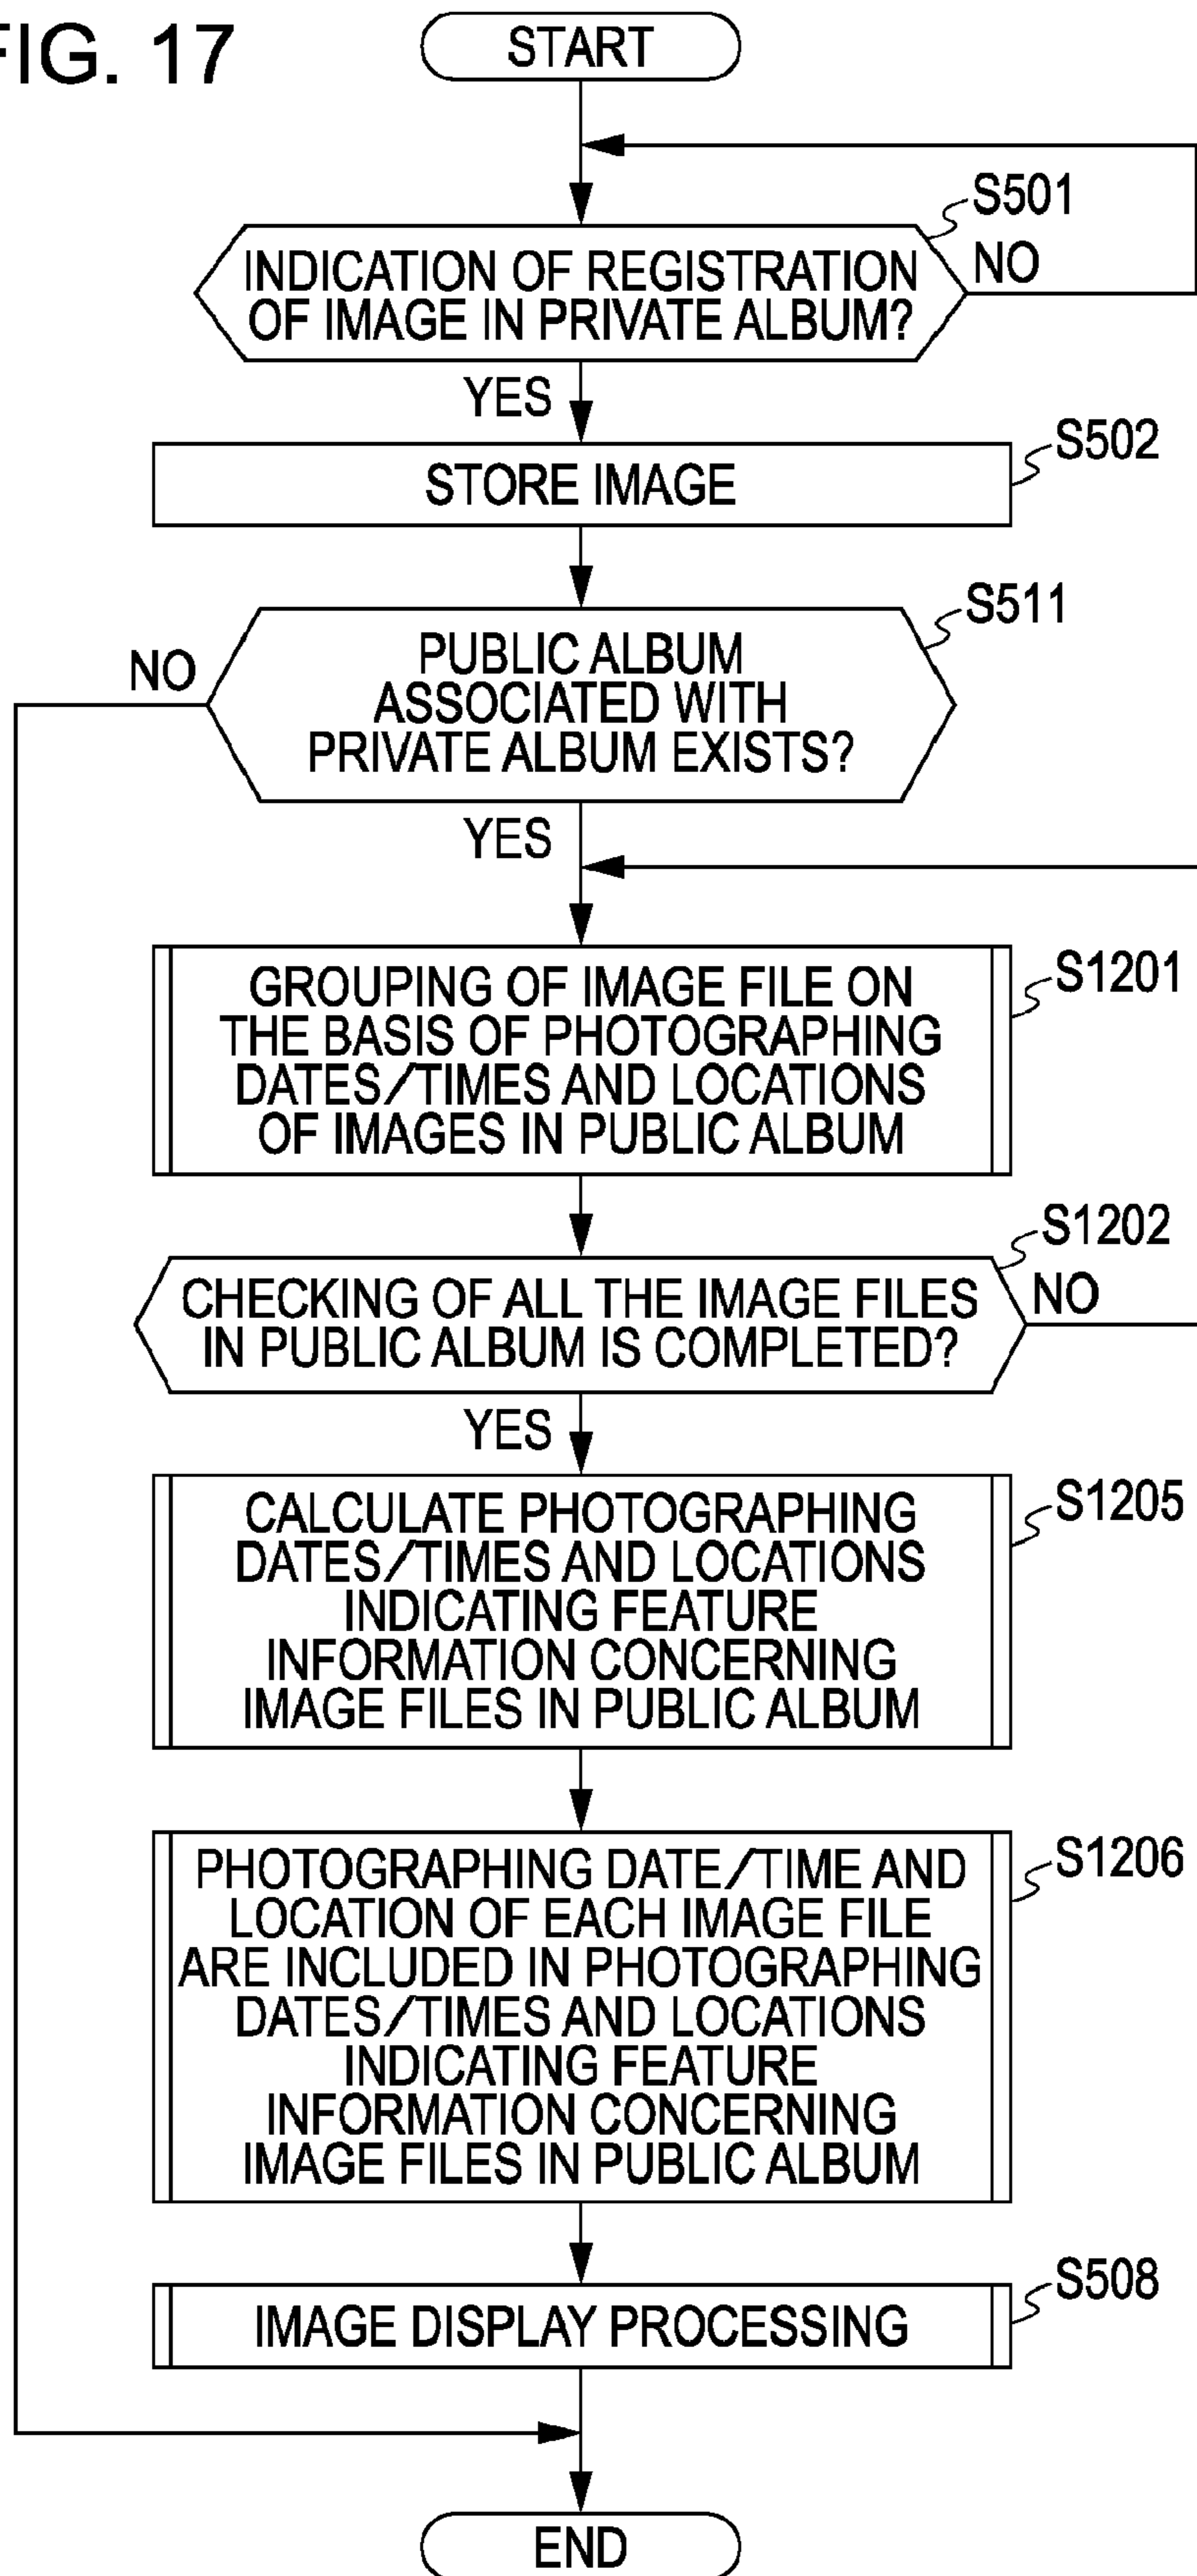 FIG. 17
START
S501
INDICATION OF REGISTRATION
OF IMAGE IN PRIVATE ALBUM?
NO
YES
S502
STORE IMAGE
S511
PUBLIC ALBUM
ASSOCIATED WITH
PRIVATE ALBUM EXISTS?
NO
YES
S1201
GROUPING OF IMAGE FILE ON
THE BASIS OF PHOTOGRAPHING
DATES/TIMES AND LOCATIONS
OF IMAGES IN PUBLIC ALBUM
S1202
CHECKING OF ALL THE IMAGE FILES
IN PUBLIC ALBUM IS COMPLETED?
NO
YES
S1205
CALCULATE PHOTOGRAPHING
DATES/TIMES AND LOCATIONS
INDICATING FEATURE
INFORMATION CONCERNING
IMAGE FILES IN PUBLIC ALBUM
S1206
PHOTOGRAPHING DATE/TIME AND
LOCATION OF EACH IMAGE FILE
ARE INCLUDED IN PHOTOGRAPHING
DATES/TIMES AND LOCATIONS
INDICATING FEATURE
INFORMATION CONCERNING
IMAGE FILES IN PUBLIC ALBUM
S508
IMAGE DISPLAY PROCESSING
END